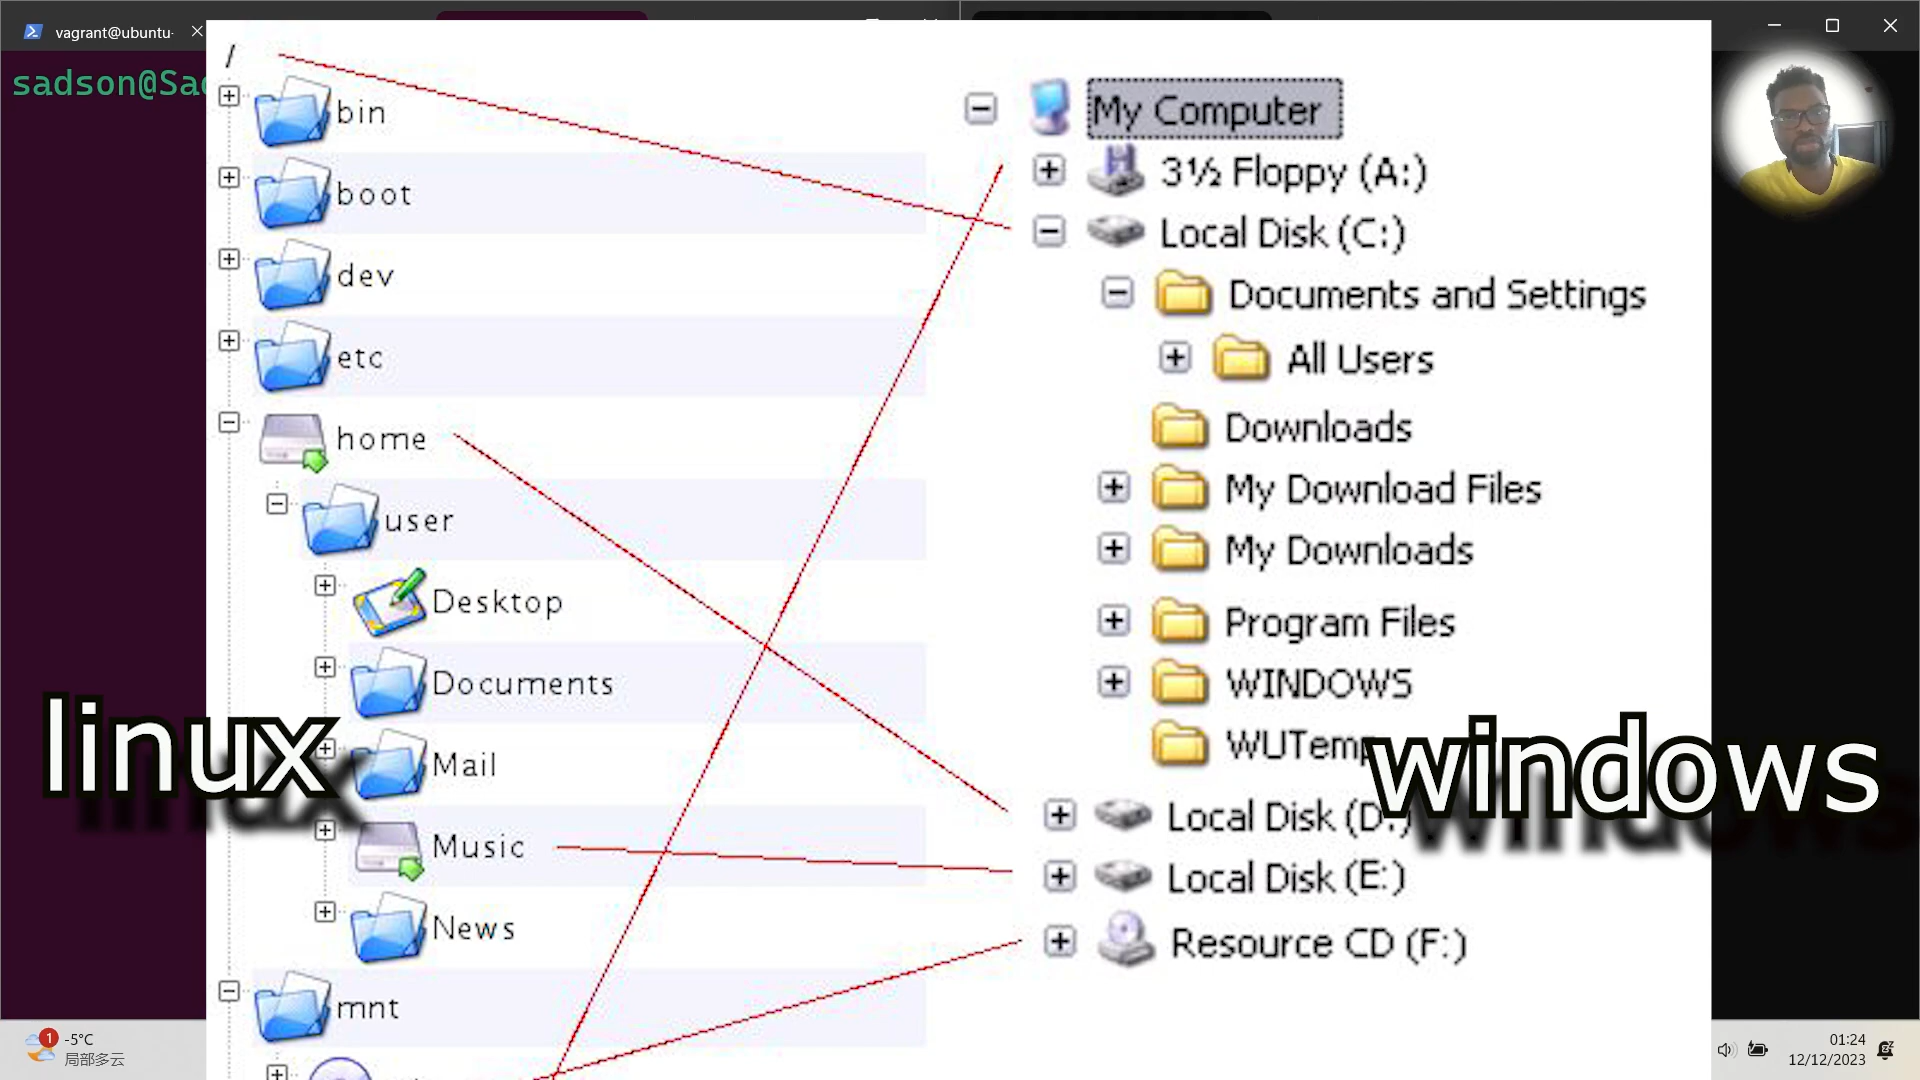 vagrant@ubuntu-
sadson@Sad
/
bin
boot
dev
etc
home
user
Desktop
Documents
Mail
Music
News
mnt
My Computer
3½ Floppy (A:)
Local Disk (C:)
Documents and Settings
All Users
Downloads
My Download Files
My Downloads
Program Files
WINDOWS
WUTemp
Local Disk (D:)
Local Disk (E:)
Resource CD (F:)
linux
windows
1
-5°C
局部多云
01:24
12/12/2023